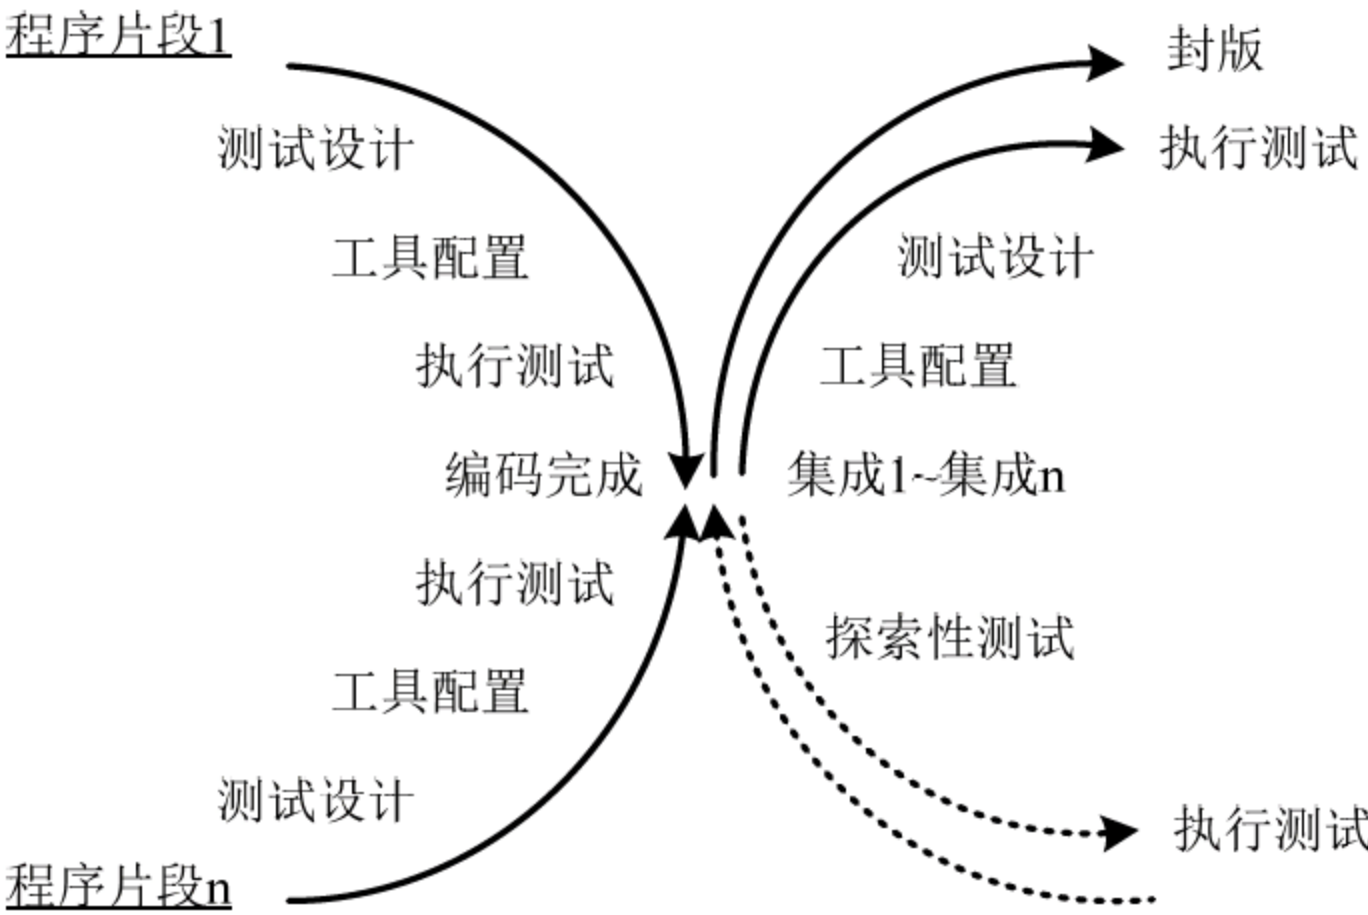 程序片段1
测试设计
工具配置
执行测试
编码完成
执行测试
工具配置
测试设计
程序片段n
封版
执行测试
测试设计
工具配置
集成1~集成n
探索性测试
执行测试